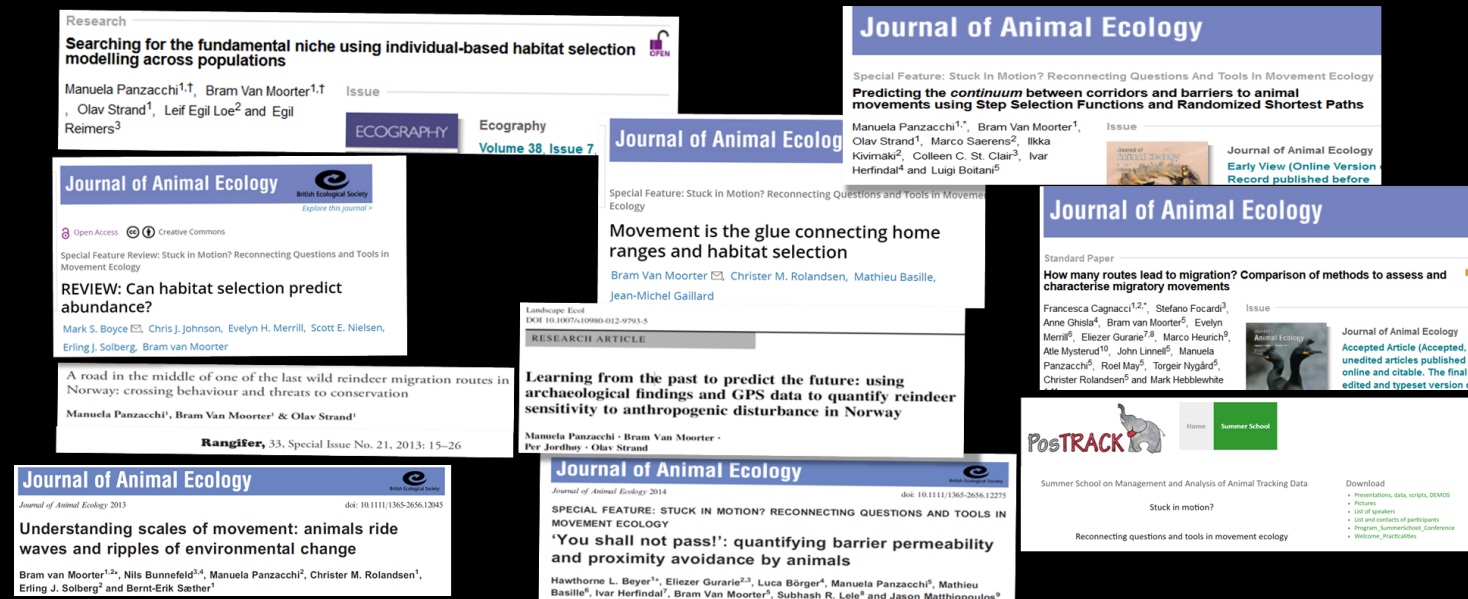 Research
Searching for the fundamental niche using individual-based habitat selection
modelling across populations
OPEN
Manuela Panzacchi1,†, Bram Van Moorter1,†
, Olav Strand1, Leif Egil Loe2 and Egil
Reimers3
Issue
ECOGRAPHY
Ecography
Volume 38, Issue 7,
Journal of Animal Ecology
Special Feature: Stuck In Motion? Reconnecting Questions And Tools In Movement Ecology
Predicting the continuum between corridors and barriers to animal
movements using Step Selection Functions and Randomized Shortest Paths
Manuela Panzacchi1,*, Bram Van Moorter1,
Olav Strand1, Marco Saerens2, Ilkka
Kivimaki2, Colleen C. St. Clair3, Ivar
Herfindal4 and Luigi Boitani5
Issue
Journal of Animal Ecology
Early View (Online Version
Record published before
Journal of Animal Ecology
British Ecological Society
Explore this journal >
Open Access
Creative Commons
Special Feature Review: Stuck in Motion? Reconnecting Questions and Tools in
Movement Ecology
REVIEW: Can habitat selection predict
abundance?
Mark S. Boyce, Chris J. Johnson, Evelyn H. Merrill, Scott E. Nielsen,
Erling J. Solberg, Bram van Moorter
Journal of Animal Ecolog
Special Feature: Stuck in Motion? Reconnecting Questions and Tools in Moveme
Ecology
Movement is the glue connecting home
ranges and habitat selection
Bram Van Moorter, Christer M. Rolandsen, Mathieu Basille,
Jean-Michel Gaillard
Journal of Animal Ecology
Standard Paper
How many routes lead to migration? Comparison of methods to assess and
characterise migratory movements
Francesca Cagnacci1,2,*, Stefano Focardi3,
Anne Ghisla4, Bram van Moorter5, Evelyn
Merrill6, Eliezer Gurarie7,8, Marco Heurich9,
Atle Mysterud10, John Linnell5, Manuela
Panzacchi5, Roel May5, Torgeir Nygård5,
Christer Rolandsen5 and Mark Hebblewhite
Issue
Journal of Animal Ecology
Accepted Article (Accepted,
unedited articles published
online and citable. The final
edited and typeset version
A road in the middle of one of the last wild reindeer migration routes in
Norway: crossing behaviour and threats to conservation
Manuela Panzacchi1, Bram Van Moorter1 & Olav Strand1
Rangifer, 33, Special Issue No. 21, 2013: 15–26
Landscape Ecol
DOI 10.1007/s10980-012-9793-5
RESEARCH ARTICLE
Learning from the past to predict the future: using
archaeological findings and GPS data to quantify reindeer
sensitivity to anthropogenic disturbance in Norway
Manuela Panzacchi · Bram Van Moorter ·
Per Jordhøy · Olav Strand
PosTRACK
Home
Summer School
Summer School on Management and Analysis of Animal Tracking Data
Stuck in motion?
Reconnecting questions and tools in movement ecology
Download
Presentations, data, scripts, DEMOS
Pictures
List of speakers
List and contacts of participants
Program_SummerSchool_Conference
Welcome_Practicalities
Journal of Animal Ecology
British Ecological Society
Journal of Animal Ecology 2013
doi: 10.1111/1365-2656.12045
Understanding scales of movement: animals ride
waves and ripples of environmental change
Bram van Moorter1,2*, Nils Bunnefeld3,4, Manuela Panzacchi2, Christer M. Rolandsen1,
Erling J. Solberg2 and Bernt-Erik Sæther1
Journal of Animal Ecology
British Ecological Society
Journal of Animal Ecology 2014
doi: 10.1111/1365-2656.12275
SPECIAL FEATURE: STUCK IN MOTION? RECONNECTING QUESTIONS AND TOOLS IN
MOVEMENT ECOLOGY
‘You shall not pass!’: quantifying barrier permeability
and proximity avoidance by animals
Hawthorne L. Beyer1*, Eliezer Gurarie2,3, Luca Börger4, Manuela Panzacchi5, Mathieu
Basille6, Ivar Herfindal7, Bram Van Moorter5, Subhash R. Lele8 and Jason Matthiopoulos9